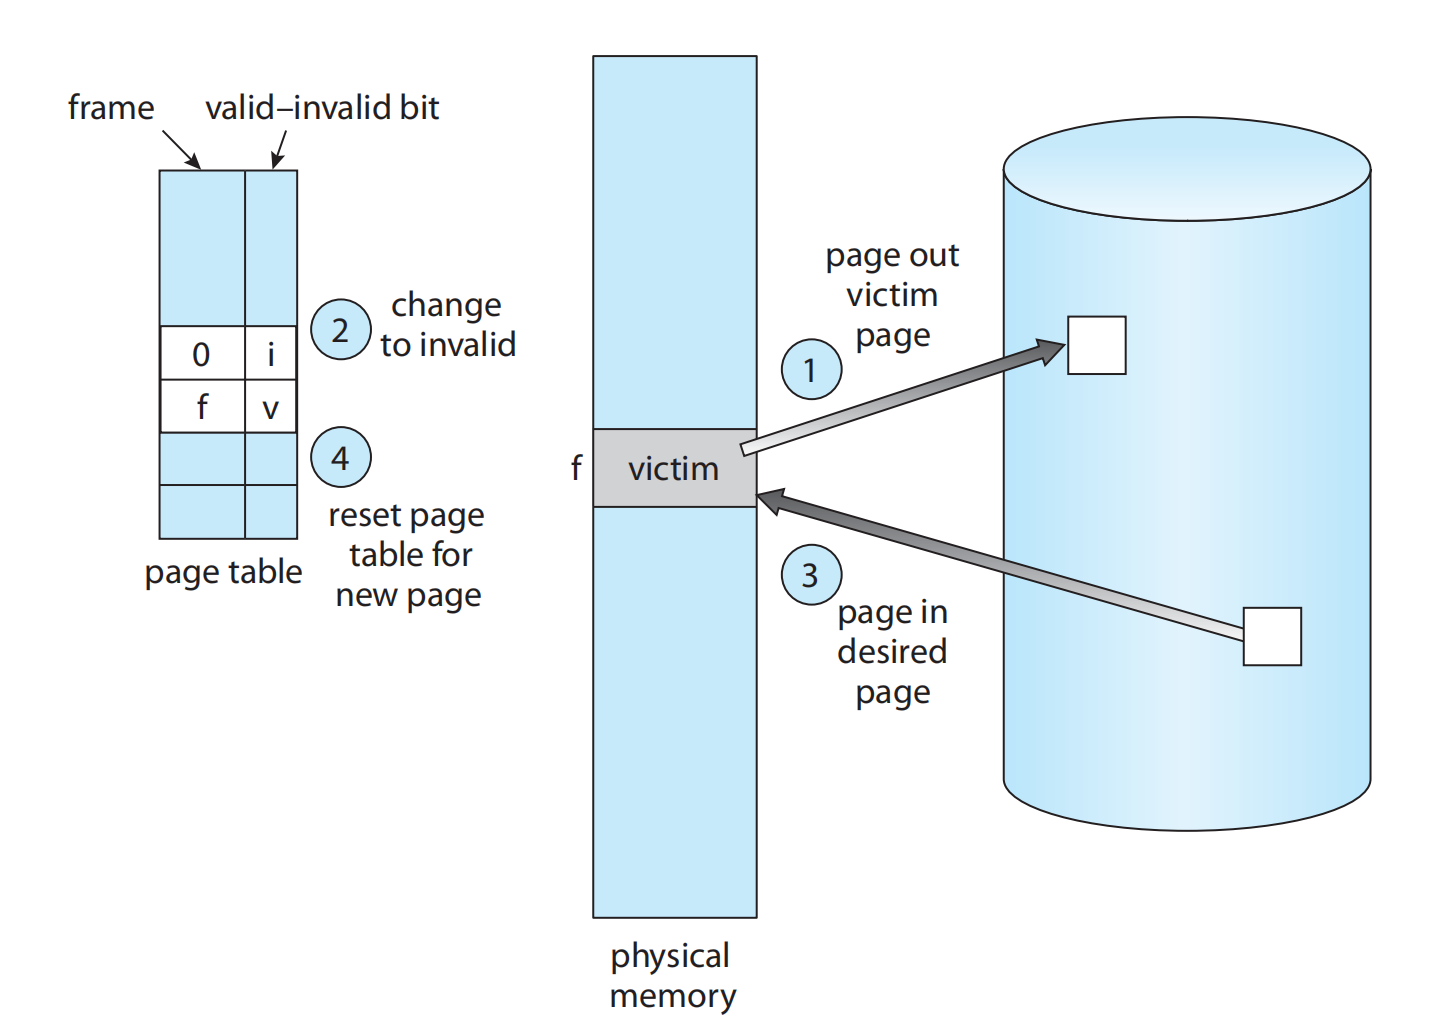 frame
valid–invalid bit
0
i
f
v
2
change
to invalid
4
reset page
table for
new page
page table
f
victim
physical
memory
page out
victim
page
1
3
page in
desired
page